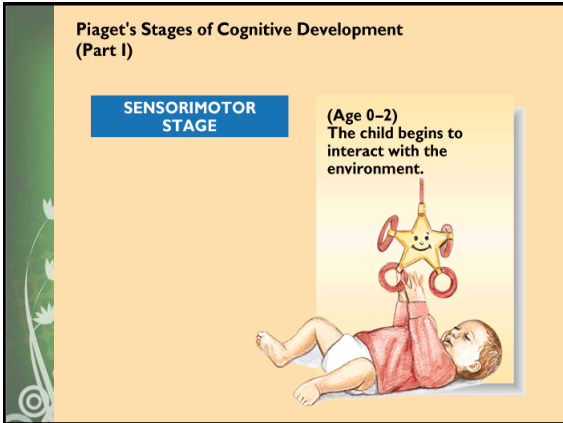 Piaget's Stages of Cognitive Development
(Part I)
SENSORIMOTOR
STAGE
(Age 0–2)
The child begins to
interact with the
environment.